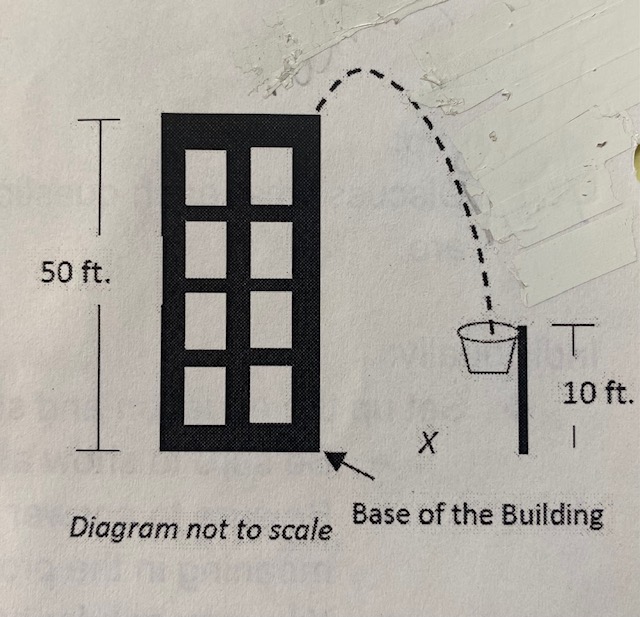 50 ft.
10 ft.
X
Base of the Building
Diagram not to scale